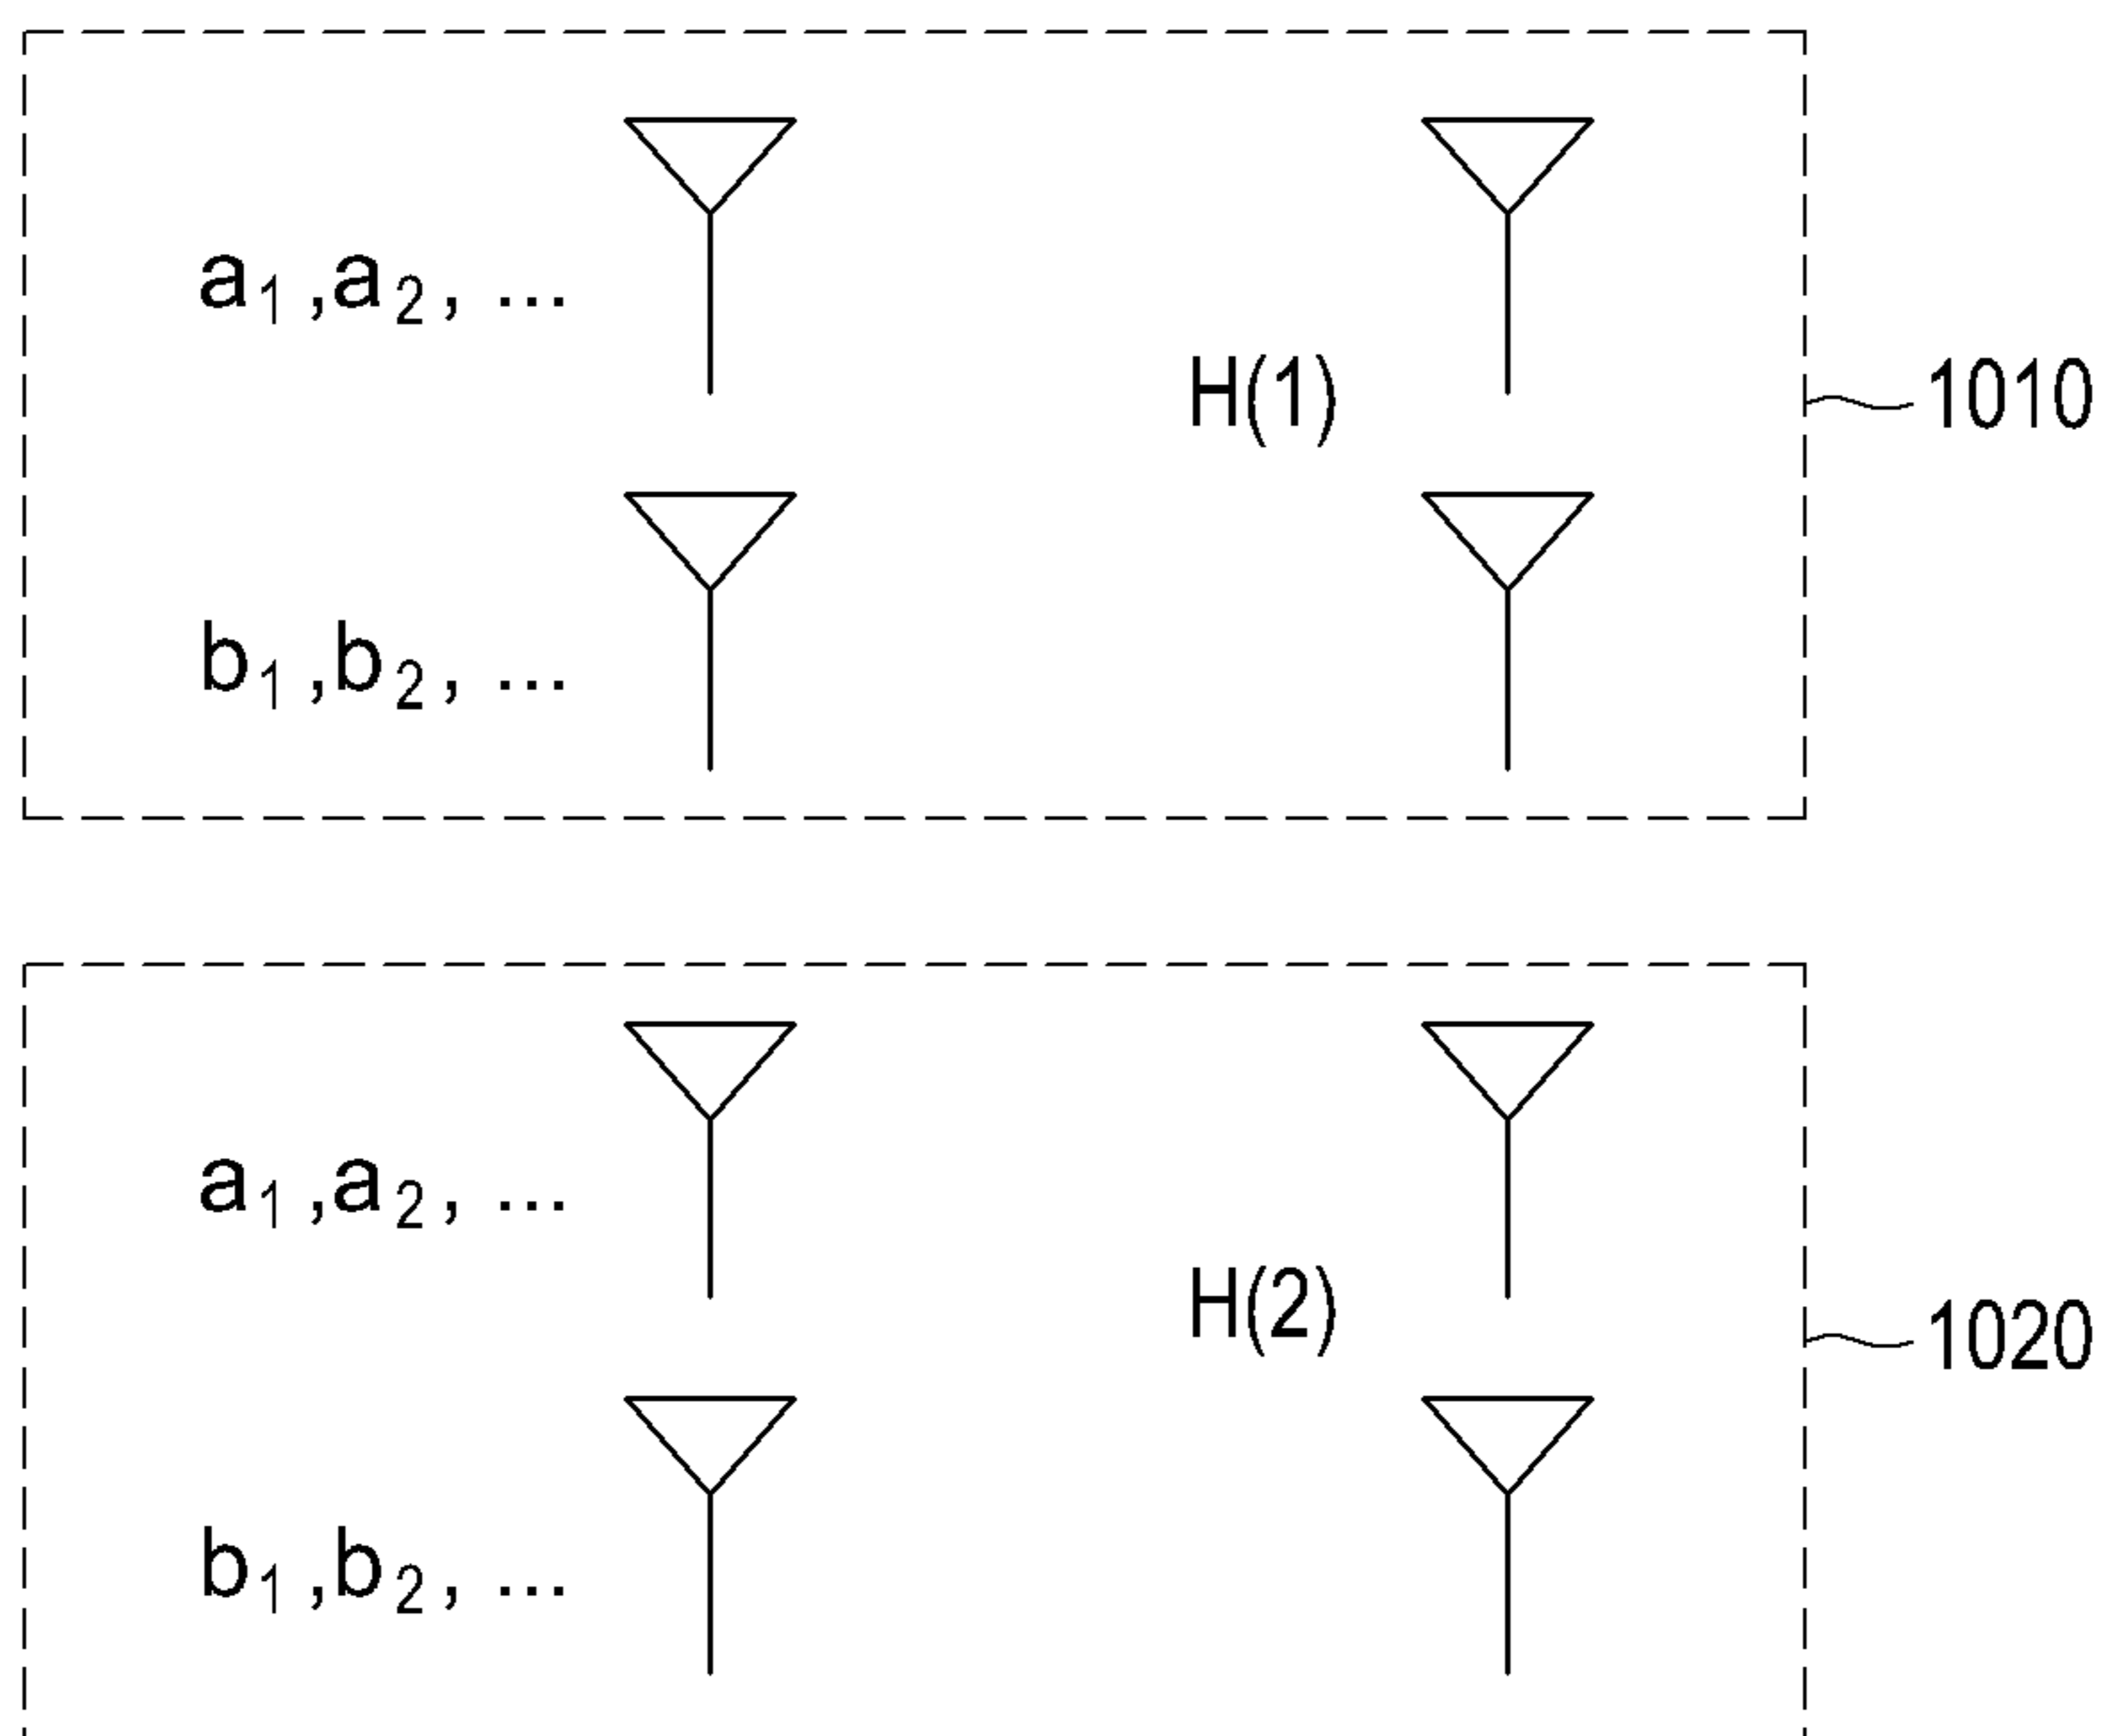 a₁,a₂, ...
H(1)
1010
b₁,b₂, ...
a₁,a₂, ...
H(2)
1020
b₁,b₂, ...